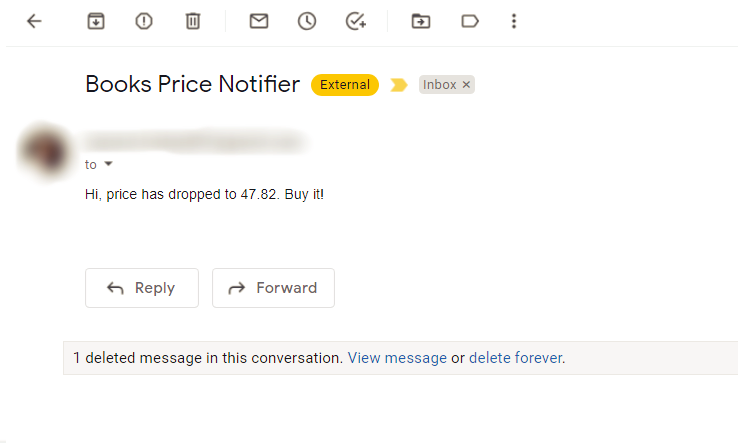 Books Price Notifier External Inbox ×
to
Hi, price has dropped to 47.82. Buy it!
Reply Forward
1 deleted message in this conversation. View message or delete forever.